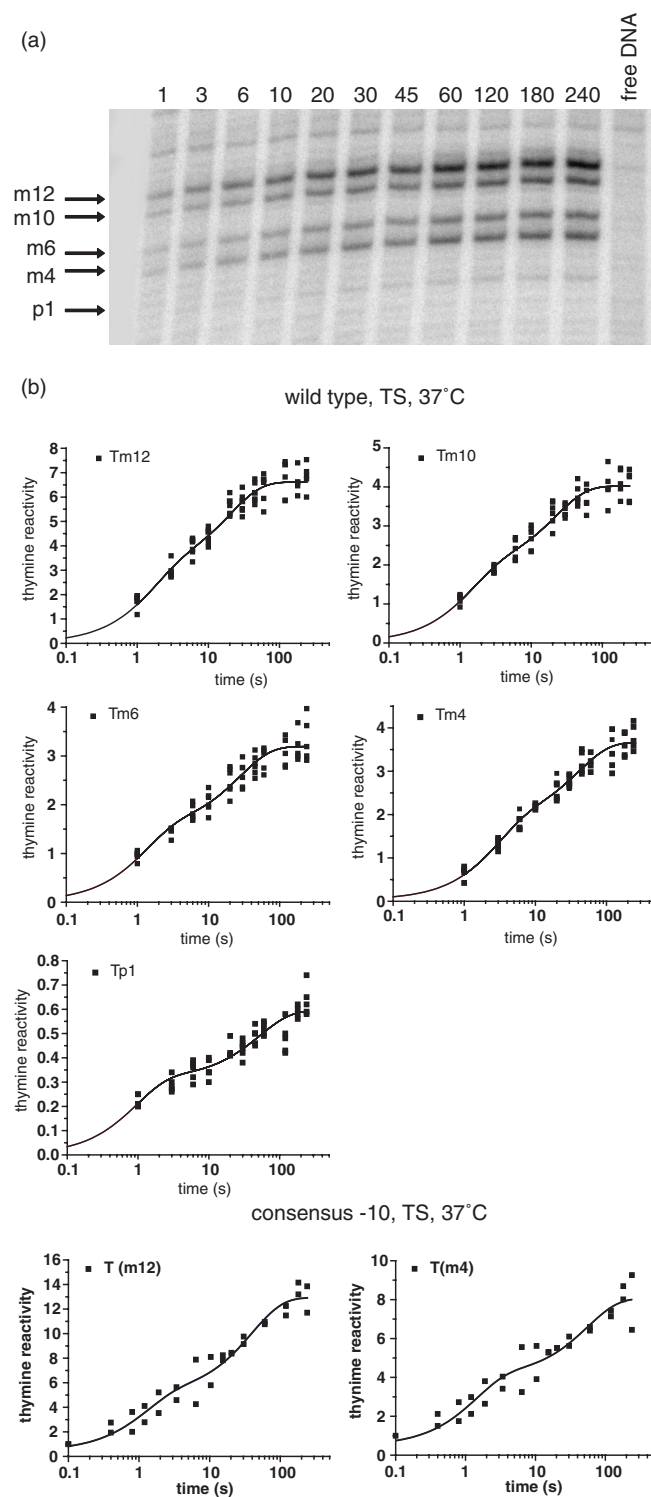 (a)
1 3 6 10 20 30 45 60 120 180 240 free DNA
m12
m10
m6
m4
p1
(b)
wild type, TS, 37˚C
Tm12
thymine reactivity
8
7
6
5
4
3
2
1
0
0.1 1 10 100
time (s)
Tm10
thymine reactivity
5
4
3
2
1
0
0.1 1 10 100
time (s)
Tm6
thymine reactivity
4
3
2
1
0
0.1 1 10 100
time (s)
Tm4
thymine reactivity
4
3
2
1
0
0.1 1 10 100
time (s)
Tp1
thymine reactivity
0.8
0.7
0.6
0.5
0.4
0.3
0.2
0.1
0.0
0.1 1 10 100
time (s)
consensus -10, TS, 37˚C
T (m12)
thymine reactivity
16
14
12
10
8
6
4
2
0
0.1 1 10 100
time (s)
T(m4)
thynime reactivity
10
8
6
4
2
0
0.1 1 10 100
time (s)